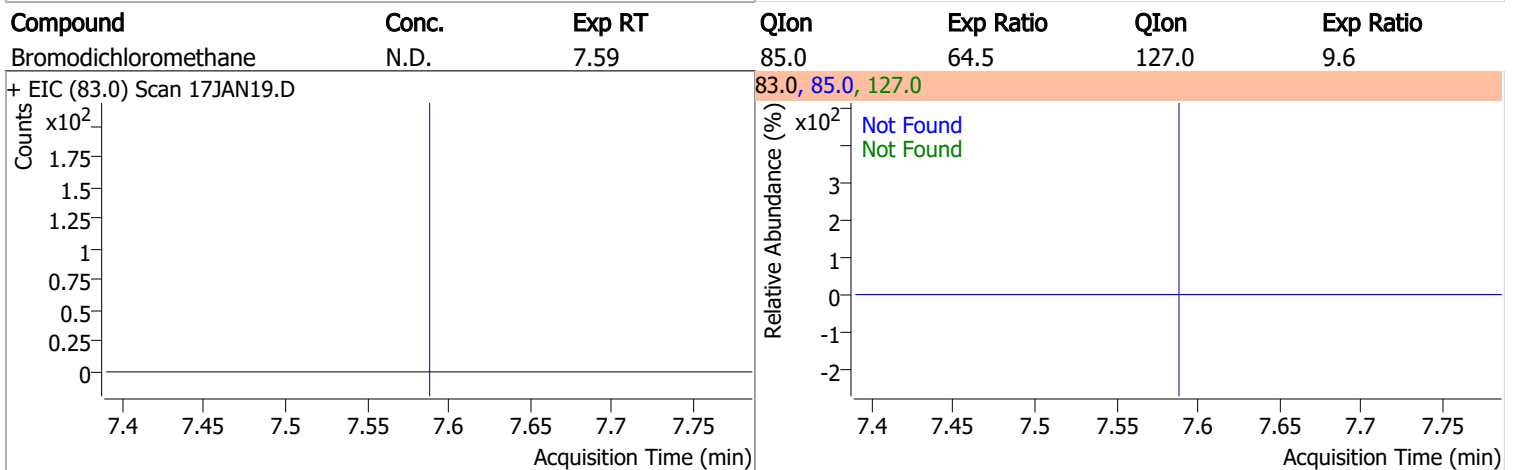 Compound Conc. Exp RT QIon Exp Ratio QIon Exp Ratio
Bromodichloromethane N.D. 7.59 85.0 64.5 127.0 9.6
+ EIC (83.0) Scan 17JAN19.D
Counts
x10²
1.75
1.5
1.25
1
0.75
0.5
0.25
0
7.4 7.45 7.5 7.55 7.6 7.65 7.7 7.75
Acquisition Time (min)
83.0, 85.0, 127.0
Relative Abundance (%)
x10²
Not Found
Not Found
3
2
1
0
-1
-2
7.4 7.45 7.5 7.55 7.6 7.65 7.7 7.75
Acquisition Time (min)